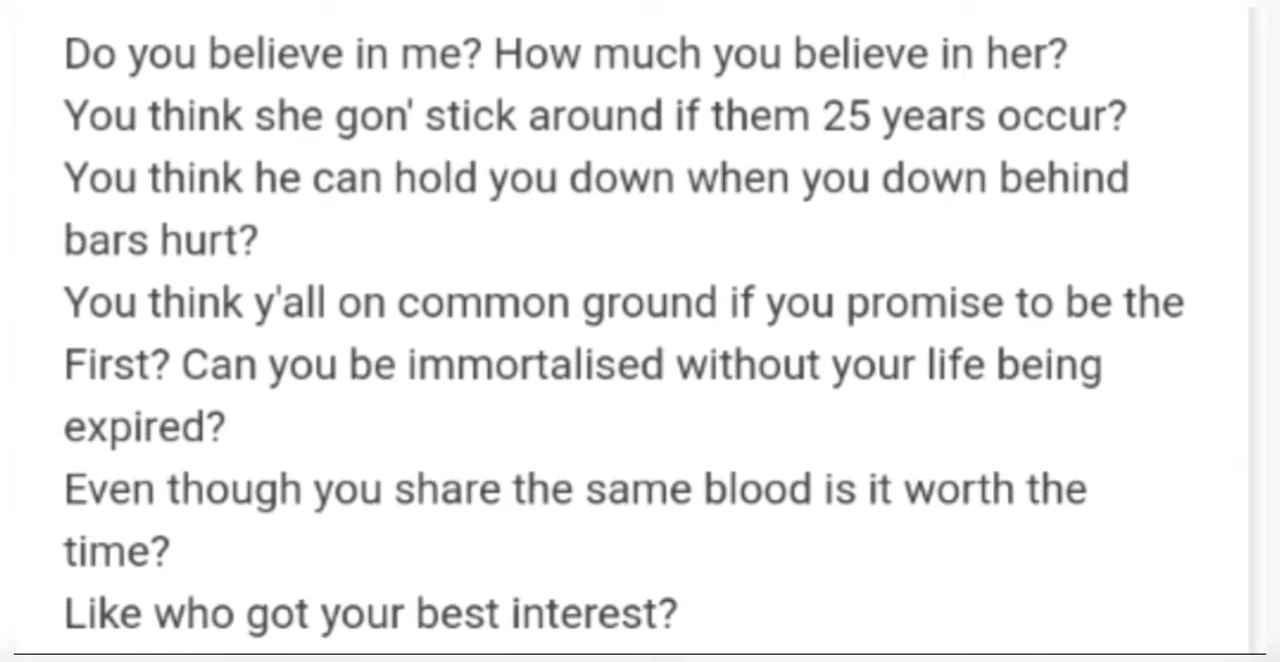 Do you believe in me? How much you believe in her?
You think she gon' stick around if them 25 years occur?
You think he can hold you down when you down behind
bars hurt?
You think y'all on common ground if you promise to be the
First? Can you be immortalised without your life being
expired?
Even though you share the same blood is it worth the
time?
Like who got your best interest?